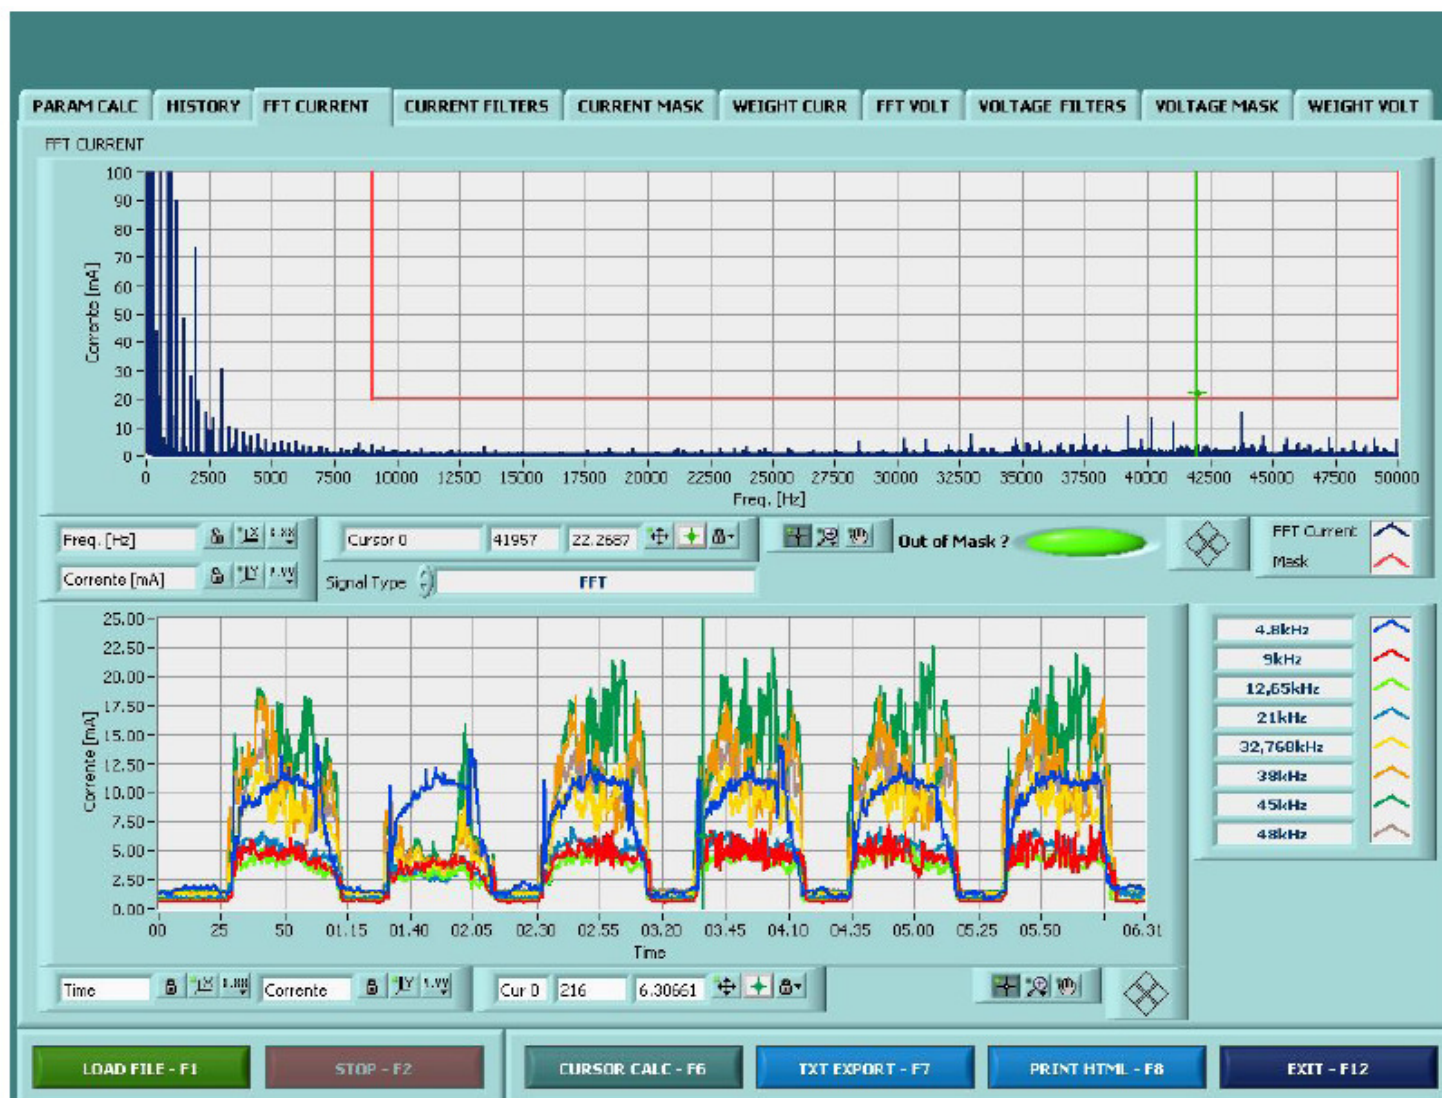 PARAM CALC HISTORY FFT CURRENT CURRENT FILTERS CURRENT MASK WEIGHT CURR FFT VOLT VOLTAGE FILTERS VOLTAGE MASK WEIGHT VOLT
FFT CURRENT
100
90
80
70
60
50
40
30
20
10
0
Corrente [mA]
0 2500 5000 7500 10000 12500 15000 17500 20000 22500 25000 27500 30000 32500 35000 37500 40000 42500 45000 47500 50000
Freq. [Hz]
Freq. [Hz]
Corrente [mA]
Cursor 0 41957 22.2687
Signal Type FFT
Out of Mask ?
FFT Current
Mask
25.00
22.50
20.00
17.50
15.00
12.50
10.00
7.50
5.00
2.50
0.00
Corrente [mA]
00 25 50 01.15 01.40 02.05 02.30 02.55 03.20 03.45 04.10 04.35 05.00 05.25 05.50 06.31
Time
4.8kHz
9kHz
12,65kHz
21kHz
32,768kHz
38kHz
45kHz
48kHz
Time Corrente Cur 0 216 6.30661
LOAD FILE - F1 STOP - F2 CURSOR CALC - F6 TXT EXPORT - F7 PRINT HTML - F8 EXIT - F12